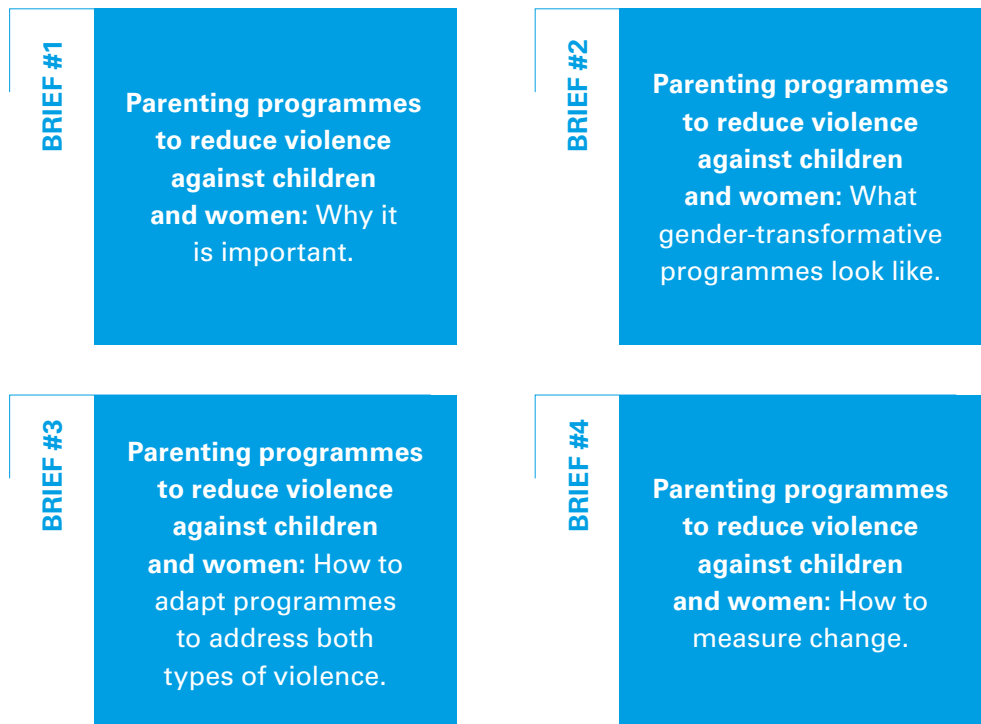 BRIEF #1
Parenting programmes
to reduce violence
against children
and women: Why it
is important.
BRIEF #2
Parenting programmes
to reduce violence
against children
and women: What
gender-transformative
programmes look like.
BRIEF #3
Parenting programmes
to reduce violence
against children
and women: How to
adapt programmes
to address both
types of violence.
BRIEF #4
Parenting programmes
to reduce violence
against children
and women: How to
measure change.